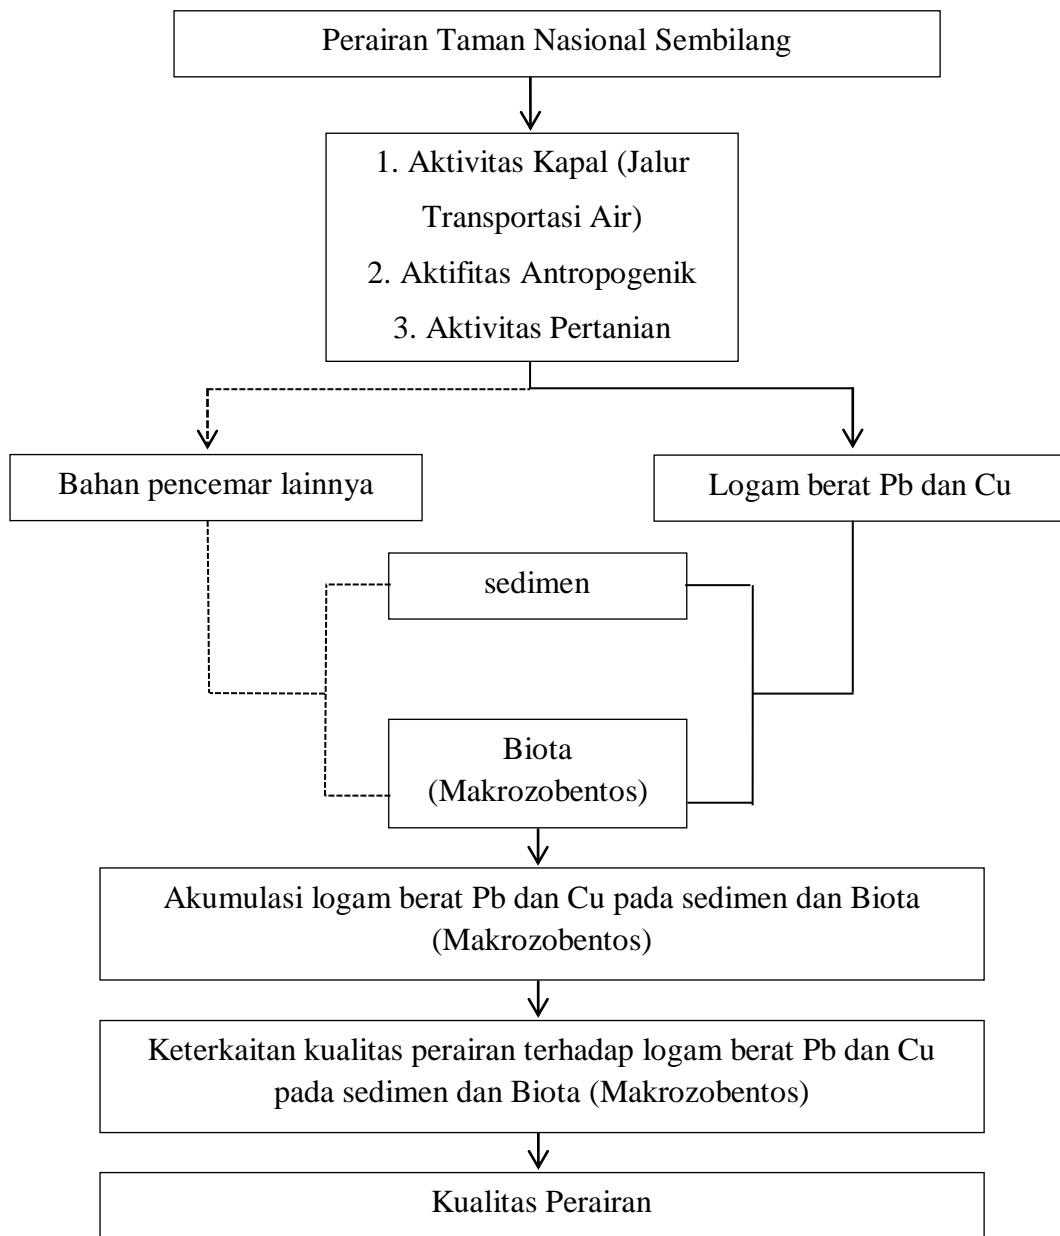 Perairan Taman Nasional Sembilang
1. Aktivitas Kapal (Jalur
Transportasi Air)
2. Aktifitas Antropogenik
3. Aktivitas Pertanian
Bahan pencemar lainnya
Logam berat Pb dan Cu
sedimen
Biota
(Makrozobentos)
Akumulasi logam berat Pb dan Cu pada sedimen dan Biota
(Makrozobentos)
Keterkaitan kualitas perairan terhadap logam berat Pb dan Cu
pada sedimen dan Biota (Makrozobentos)
Kualitas Perairan